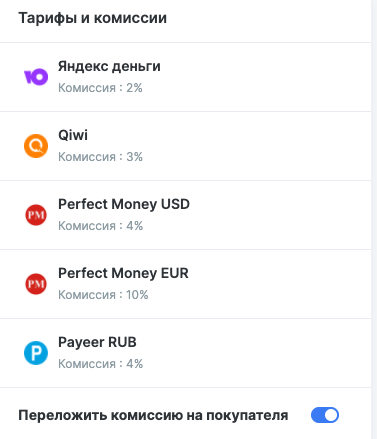 Тарифы и комиссии
Яндекс деньги
Комиссия : 2%
Qiwi
Комиссия : 3%
PM
Perfect Money USD
Комиссия : 4%
PM
Perfect Money EUR
Комиссия : 10%
P
Payeer RUB
Комиссия : 4%
Переложить комиссию на покупателя